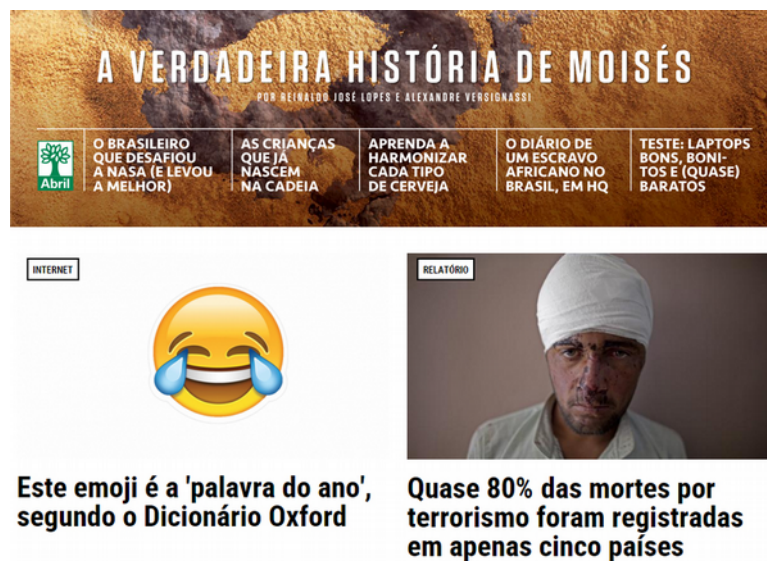 A VERDADEIRA HISTÓRIA DE MOISÉS
POR REINALDO JOSÉ LOPES E ALEXANDRE VERSIGNASSI
Abril
O BRASILEIRO
QUE DESAFIOU
A NASA (E LEVOU
A MELHOR)
AS CRIANÇAS
QUE JÁ
NASCEM
NA CADEIA
APRENDA A
HARMONIZAR
CADA TIPO
DE CERVEJA
O DIÁRIO DE
UM ESCRAVO
AFRICANO NO
BRASIL, EM HQ
TESTE: LAPTOPS
BONS, BONI-
TOS E (QUASE)
BARATOS
INTERNET
Este emoji é a 'palavra do ano',
segundo o Dicionário Oxford
RELATÓRIO
Quase 80% das mortes por
terrorismo foram registradas
em apenas cinco países